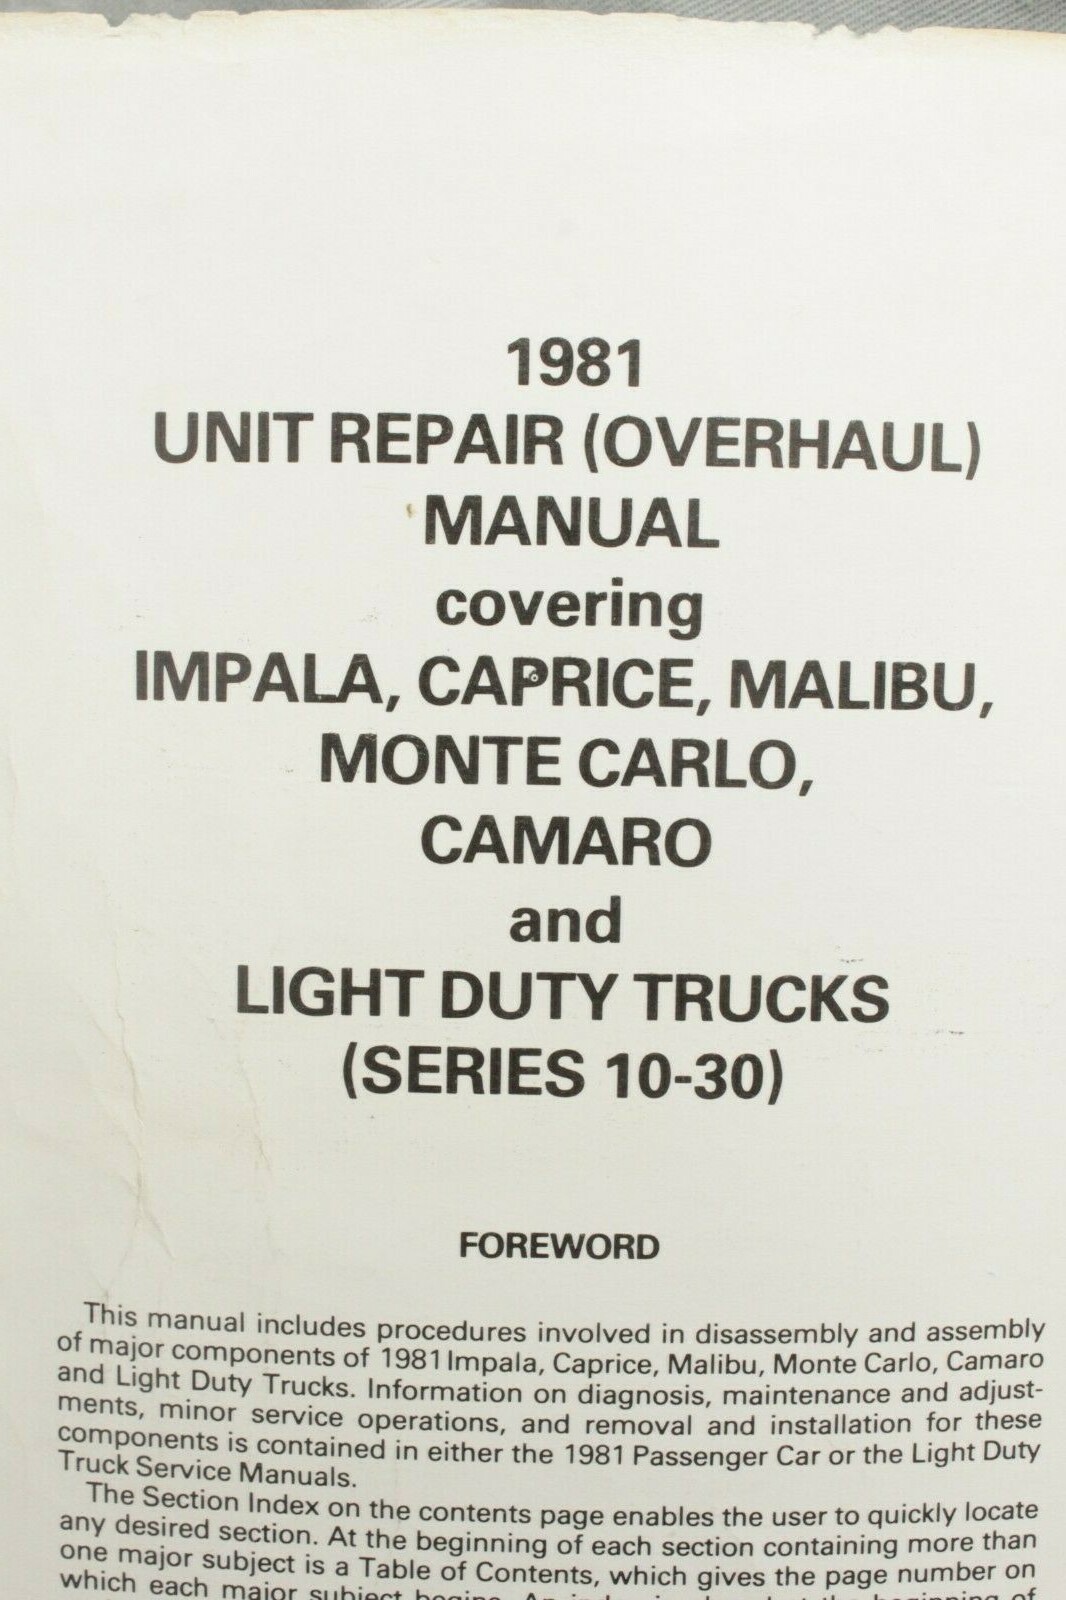 1981
UNIT REPAIR (OVERHAUL)
MANUAL
covering
IMPALA, CAPRICE, MALIBU,
MONTE CARLO,
CAMARO
and
LIGHT DUTY TRUCKS
(SERIES 10-30)
FOREWORD
This manual includes procedures involved in disassembly and assembly
of major components of 1981 Impala, Caprice, Malibu, Monte Carlo, Camaro
and Light Duty Trucks. Information on diagnosis, maintenance and adjust-
ments, minor service operations, and removal and installation for these
components is contained in either the 1981 Passenger Car or the Light Duty
Truck Service Manuals.
The Section Index on the contents page enables the user to quickly locate
any desired section. At the beginning of each section containing more than
one major subject is a Table of Contents, which gives the page number on
which each major subject begins. An index is